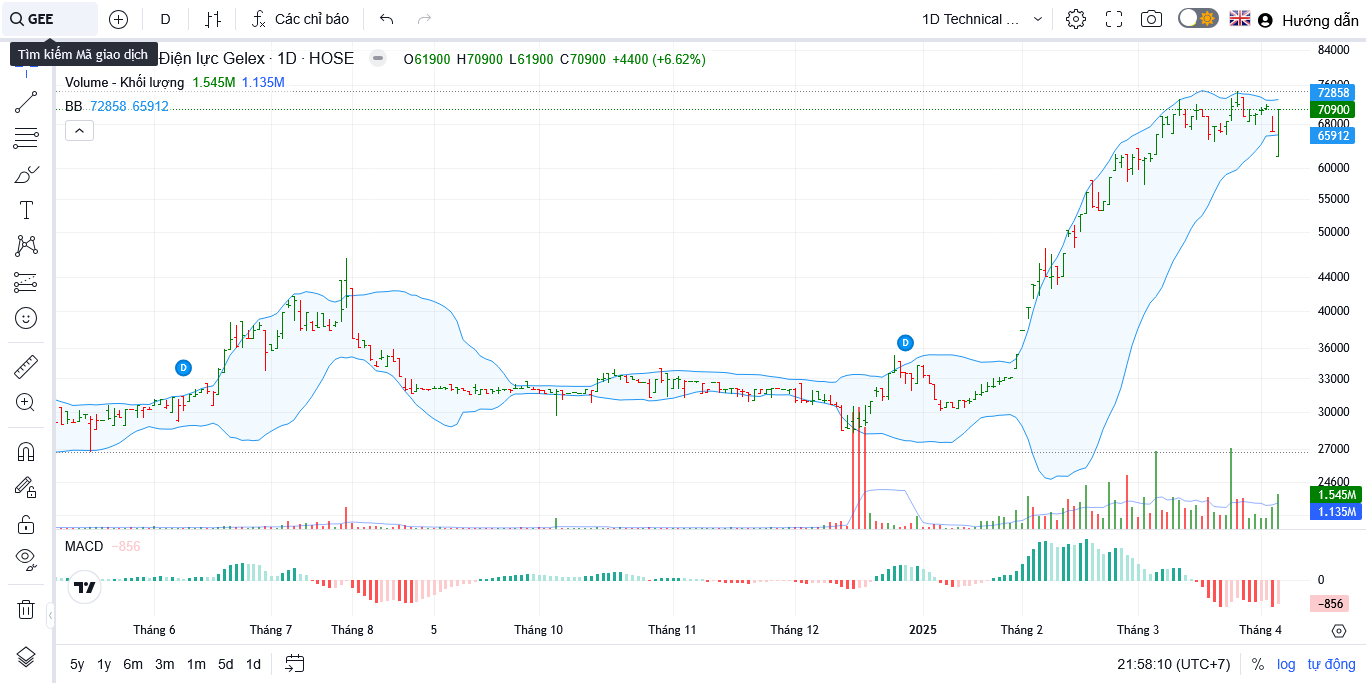 GEE
D
Các chỉ báo
1D Technical ...
Hướng dẫn
Tìm kiếm Mã giao dịch
Điện lực Gelex · 1D · HOSE
O61900 H70900 L61900 C70900 +4400 (+6.62%)
Volume - Khối lượng 1.545M 1.135M
BB 72858 65912
84000
76000
72858
70900
68000
65912
60000
55000
50000
44000
40000
36000
33000
30000
27000
24600
1.545M
1.135M
D
D
MACD −856
0
−856
Tháng 6 Tháng 7 Tháng 8 5 Tháng 10 Tháng 11 Tháng 12 2025 Tháng 2 Tháng 3 Tháng 4
5y 1y 6m 3m 1m 5d 1d
21:58:10 (UTC+7) % log tự động